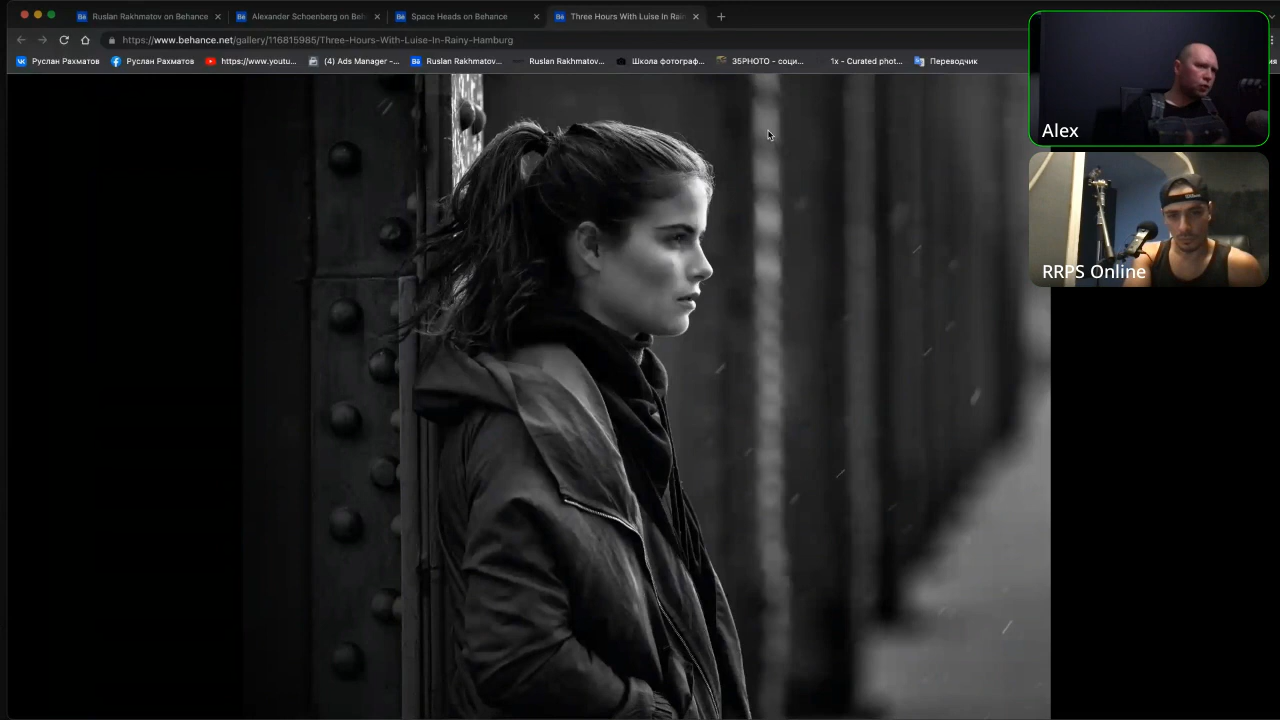 Ruslan Rakhmatov on Behance
Alexander Schoenberg on Beh
Space Heads on Behance
Three Hours With Luise In Rain
https://www.behance.net/gallery/116815985/Three-Hours-With-Luise-In-Rainy-Hamburg
Руслан Рахматов
Руслан Рахматов
https://www.youtu...
(4) Ads Manager -...
Ruslan Rakhmatov...
Ruslan Rakhmatov...
Школа фотограф...
35PHOTO - соци...
1x - Curated phot...
Переводчик
Alex
RRPS Online